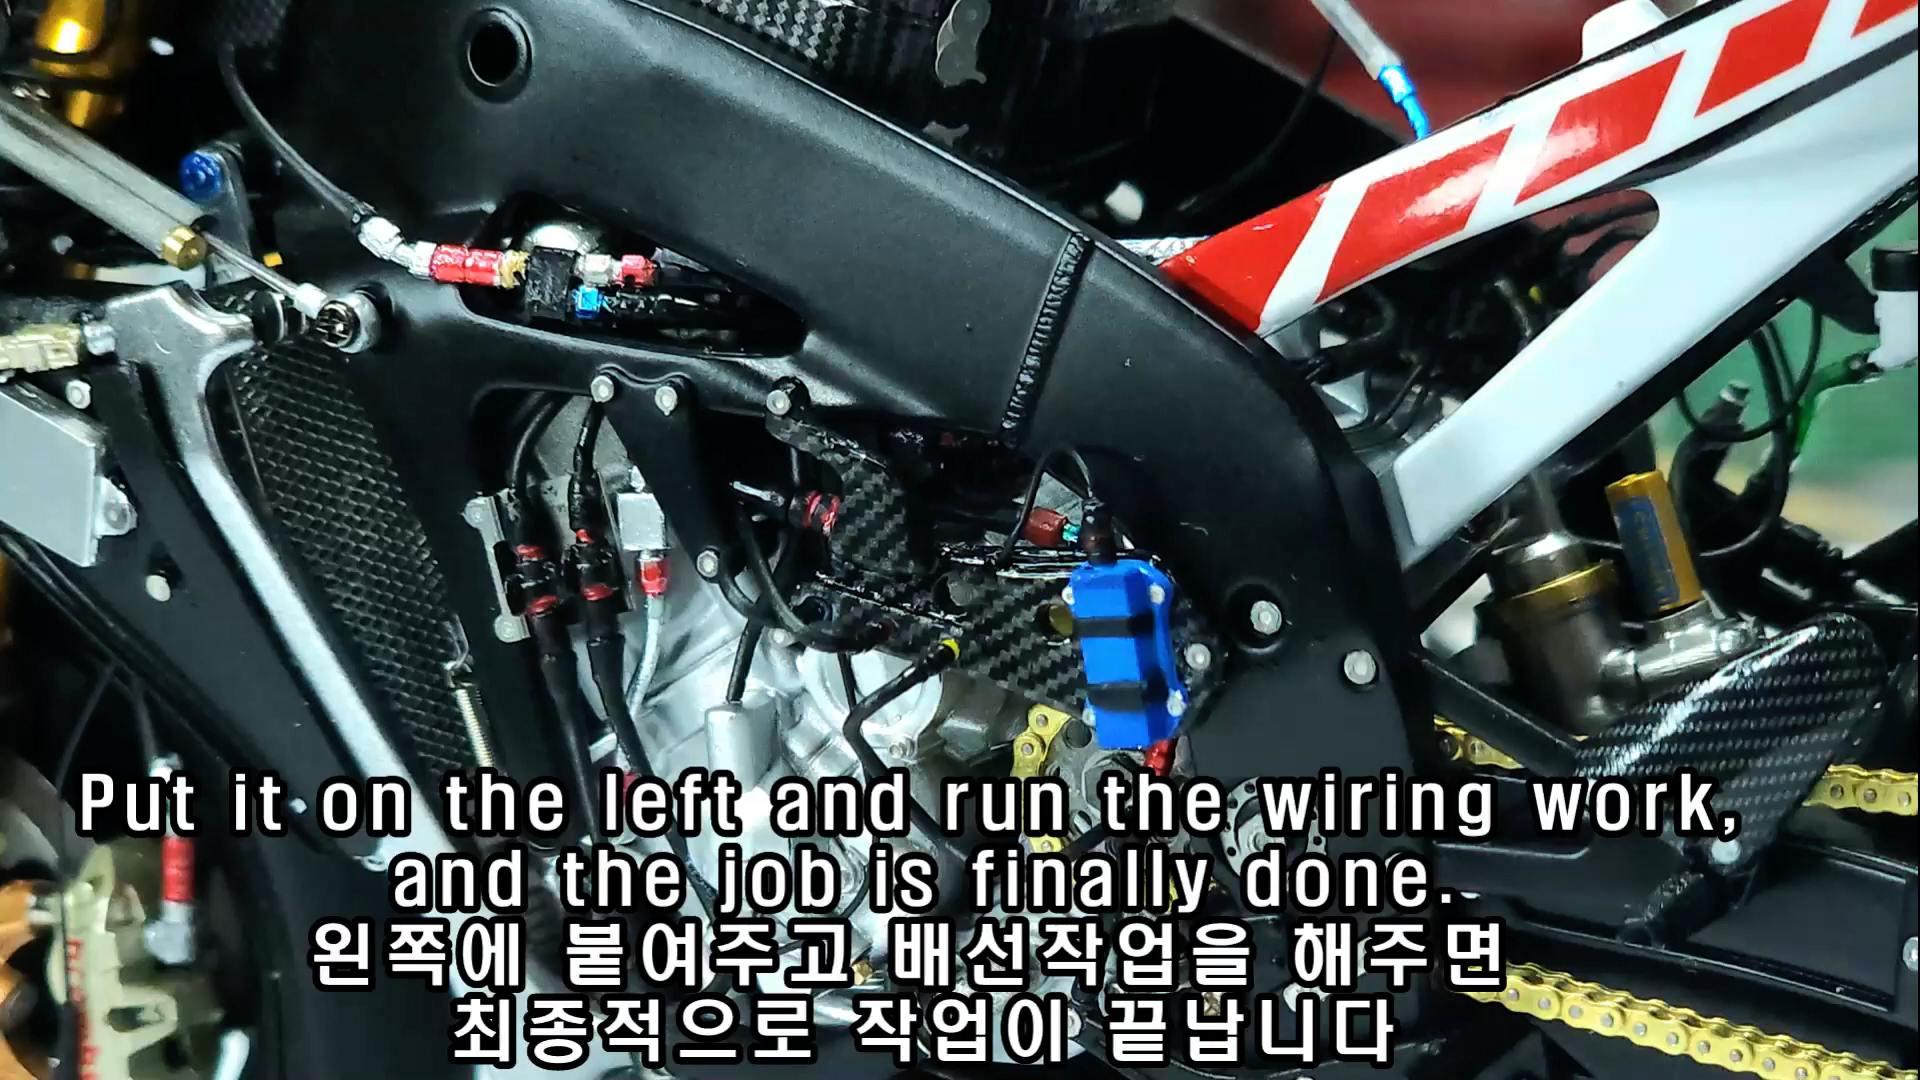 Put it on the left and run the wiring work,
and the job is finally done.
왼쪽에 붙여주고 배선작업을 해주면
최종적으로 작업이 끝납니다